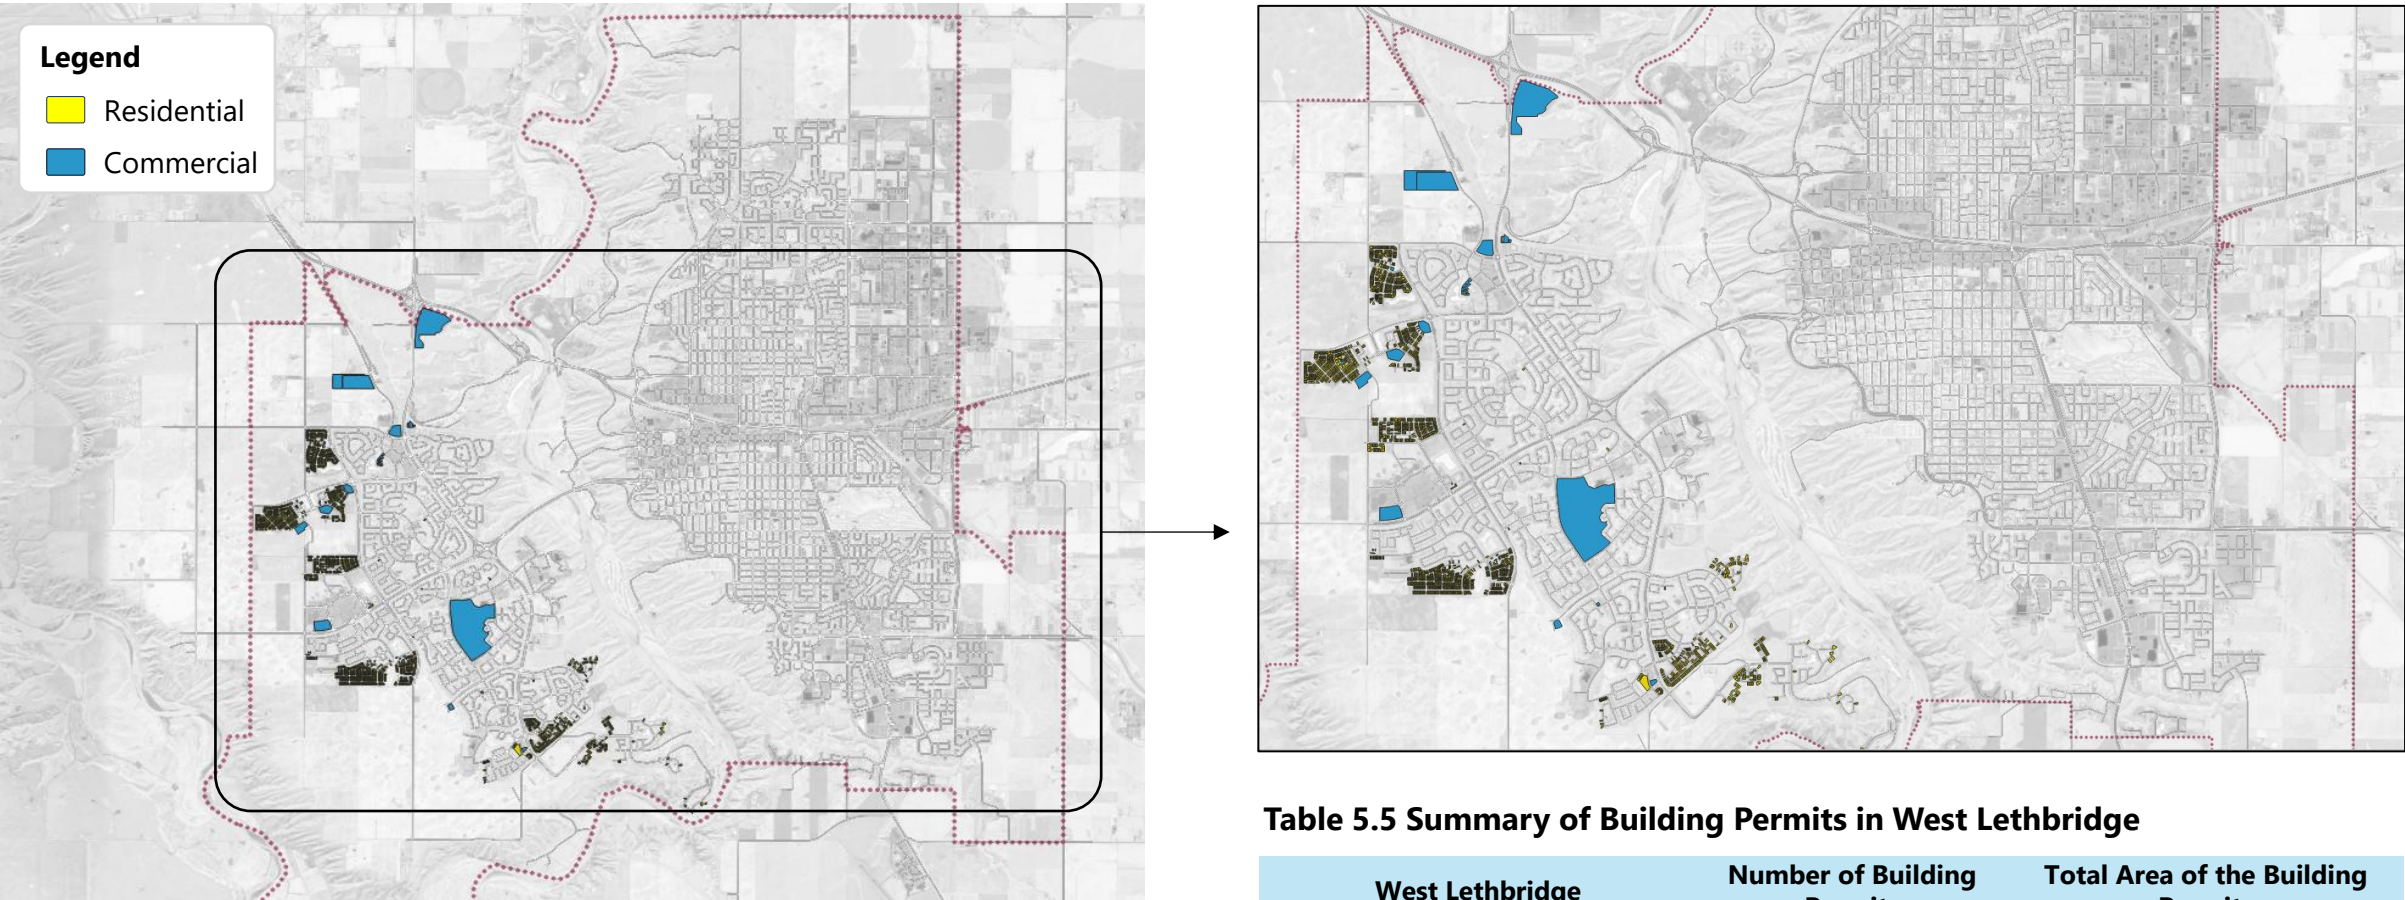 Legend
Residential
Commercial
Table 5.5 Summary of Building Permits in West Lethbridge
West Lethbridge
Number of Building
Total Area of the Building